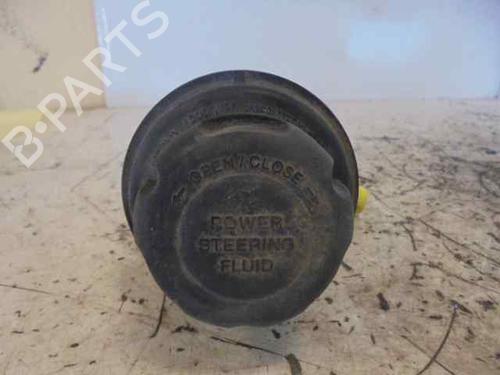 B-PARTS
OPEN / CLOSE
POWER
STEERING
FLUID